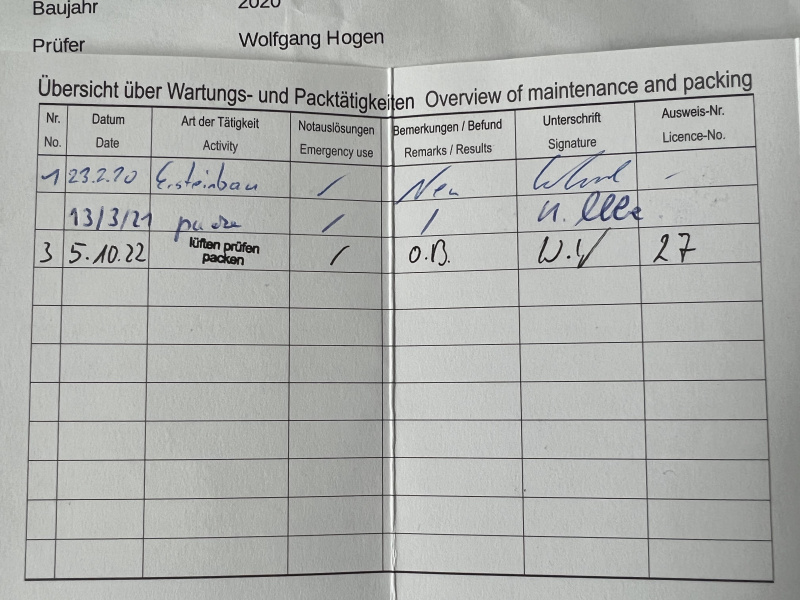 Baujahr 2020
Prüfer Wolfgang Hogen
Übersicht über Wartungs- und Packtätigkeiten Overview of maintenance and packing
Nr. Datum Art der Tätigkeit Notauslösungen Bemerkungen / Befund Unterschrift Ausweis-Nr.
No. Date Activity Emergency use Remarks / Results Signature Licence-No.
1 23.2.20 Ersteinbau / Neu -
13/3/21 / /
3 5.10.22 lüften prüfen / o.B. 27
packen